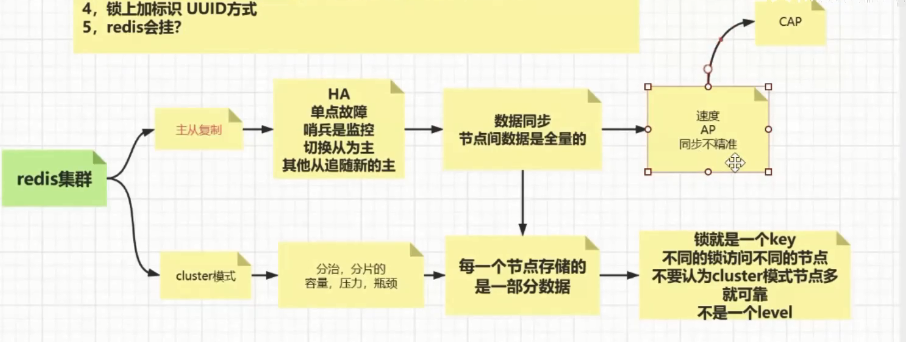 4，锁上加标识 UUID方式
5，redis会挂？
CAP
HA
单点故障
哨兵是监控
切换从为主
其他从追随新的主
主从复制
数据同步
节点间数据是全量的
速度
AP
同步不精准
redis集群
cluster模式
分治，分片的
容量，压力，瓶颈
每一个节点存储的
是一部分数据
锁就是一个key
不同的锁访问不同的节点
不要认为cluster模式节点多
就可靠
不是一个level